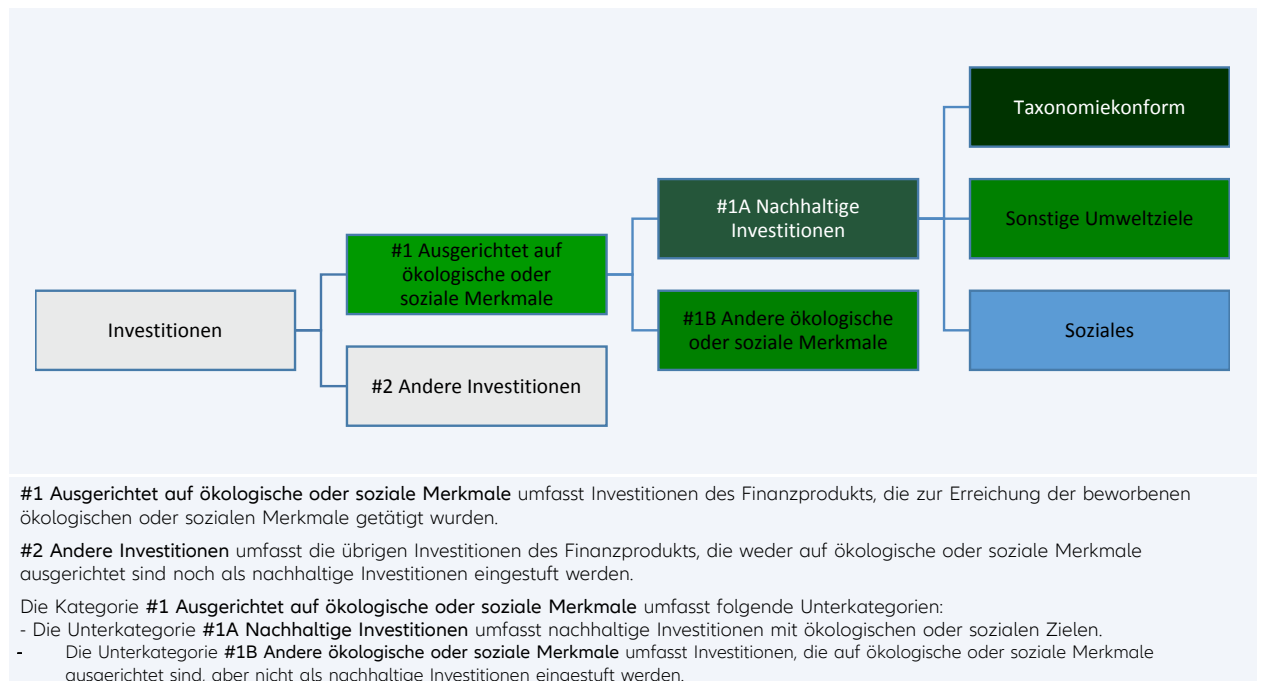 Taxonomiekonform
#1A Nachhaltige
Investitionen
Sonstige Umweltziele
#1 Ausgerichtet auf
ökologische oder
soziale Merkmale
Investitionen
#1B Andere ökologische
oder soziale Merkmale
Soziales
#2 Andere Investitionen
#1 Ausgerichtet auf ökologische oder soziale Merkmale umfasst Investitionen des Finanzprodukts, die zur Erreichung der beworbenen
ökologischen oder sozialen Merkmale getätigt wurden.
#2 Andere Investitionen umfasst die übrigen Investitionen des Finanzprodukts, die weder auf ökologische oder soziale Merkmale
ausgerichtet sind noch als nachhaltige Investitionen eingestuft werden.
Die Kategorie #1 Ausgerichtet auf ökologische oder soziale Merkmale umfasst folgende Unterkategorien:
- Die Unterkategorie #1A Nachhaltige Investitionen umfasst nachhaltige Investitionen mit ökologischen oder sozialen Zielen.
- Die Unterkategorie #1B Andere ökologische oder soziale Merkmale umfasst Investitionen, die auf ökologische oder soziale Merkmale
ausgerichtet sind, aber nicht als nachhaltige Investitionen eingestuft werden.